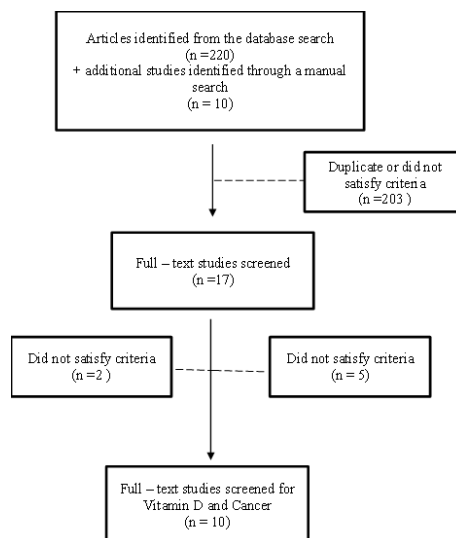 Articles identified from the database search
(n =220)
+ additional studies identified through a manual
search
(n = 10)
Duplicate or did not
satisfy criteria
(n =203 )
Full – text studies screened
(n =17)
Did not satisfy criteria
(n =2 )
Did not satisfy criteria
(n = 5)
Full – text studies screened for
Vitamin D and Cancer
(n = 10)